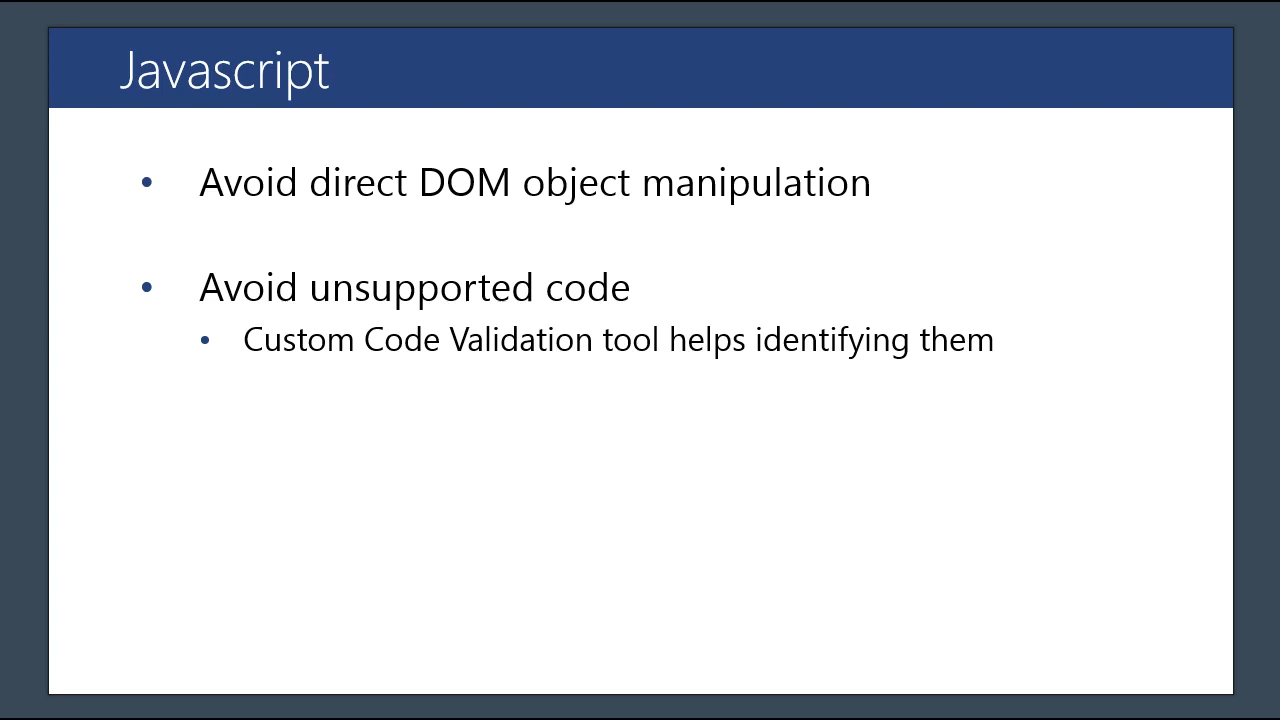 Javascript
• Avoid direct DOM object manipulation
• Avoid unsupported code
• Custom Code Validation tool helps identifying them